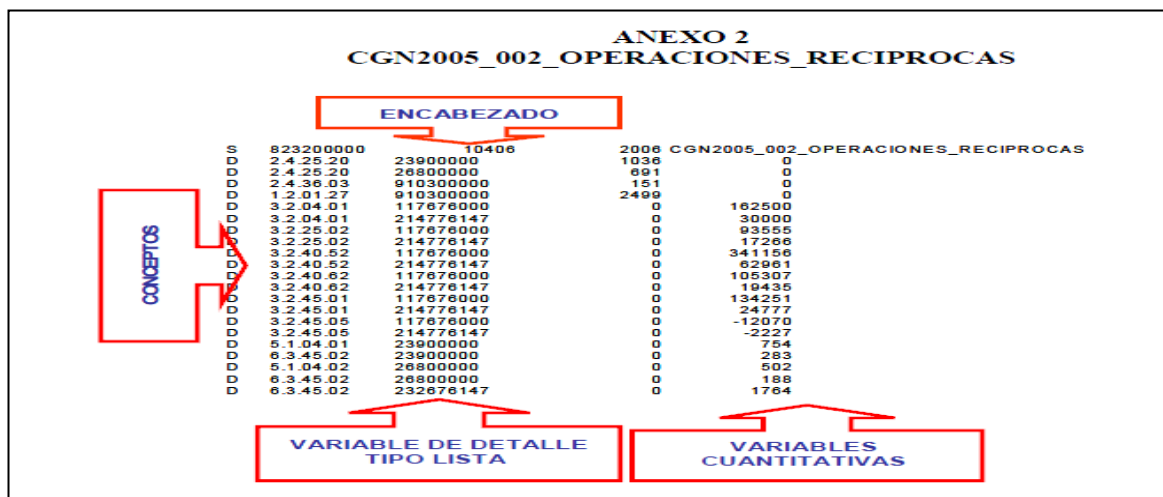 ANEXO 2
CGN2005_002_OPERACIONES_RECIPROCAS
ENCABEZADO
S 823200000 10406 2006 CGN2005_002_OPERACIONES_RECIPROCAS
D 2.4.25.20 23900000 1036 0
D 2.4.25.20 26800000 691 0
D 2.4.36.03 910300000 151 0
D 1.2.01.27 910300000 2499 0
D 3.2.04.01 117676000 0 162500
D 3.2.04.01 214776147 0 30000
D 3.2.25.02 117676000 0 93555
D 3.2.25.02 214776147 0 17266
D 3.2.40.52 117676000 0 341156
D 3.2.40.52 214776147 0 62961
D 3.2.40.62 117676000 0 105307
D 3.2.40.62 214776147 0 19435
D 3.2.45.01 117676000 0 134251
D 3.2.45.01 214776147 0 24777
D 3.2.45.05 117676000 0 -12070
D 3.2.45.05 214776147 0 -2227
D 5.1.04.01 23900000 0 754
D 6.3.45.02 23900000 0 283
D 5.1.04.02 26800000 0 502
D 6.3.45.02 26800000 0 188
D 6.3.45.02 232676147 0 1764
CONCEPTOS
VARIABLE DE DETALLE
TIPO LISTA
VARIABLES
CUANTITATIVAS